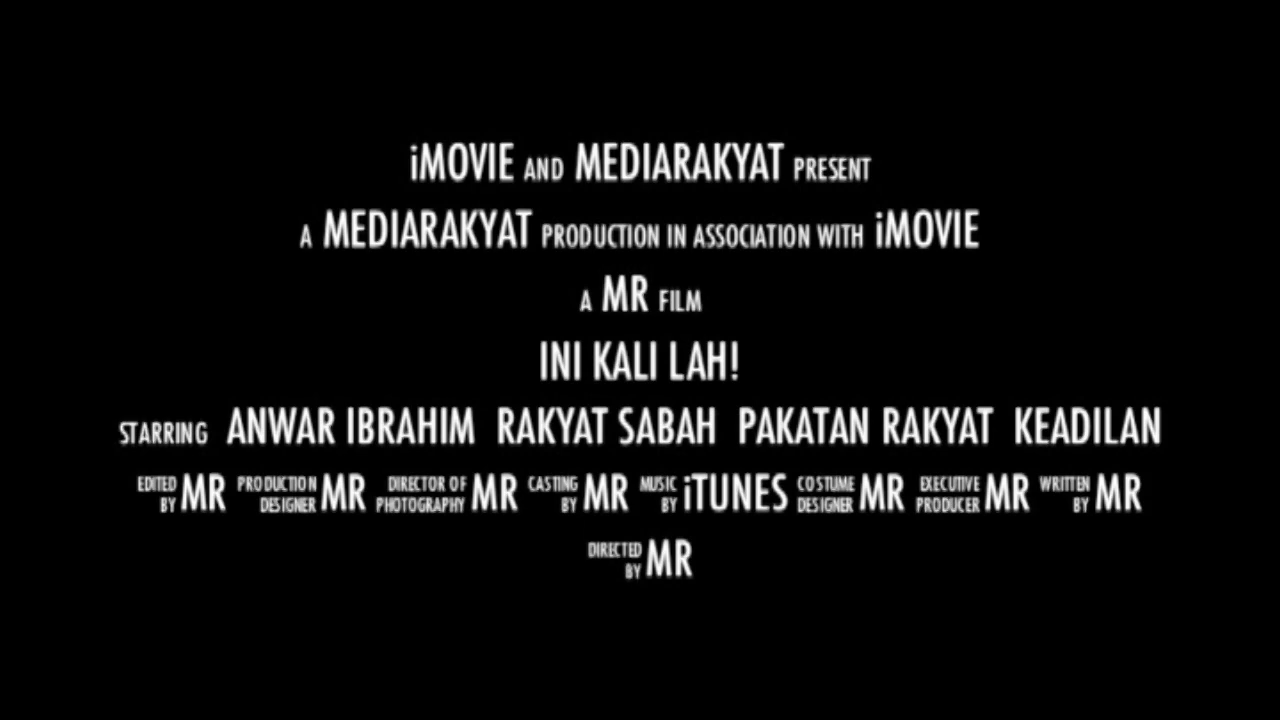 iMOVIE AND MEDIARAKYAT PRESENT
A MEDIARAKYAT PRODUCTION IN ASSOCIATION WITH iMOVIE
A MR FILM
INI KALI LAH!
STARRING ANWAR IBRAHIM RAKYAT SABAH PAKATAN RAKYAT KEADILAN
EDITED BY MR PRODUCTION DESIGNER MR DIRECTOR OF PHOTOGRAPHY MR CASTING BY MR MUSIC BY iTUNES COSTUME DESIGNER MR EXECUTIVE PRODUCER MR WRITTEN BY MR
DIRECTED BY MR